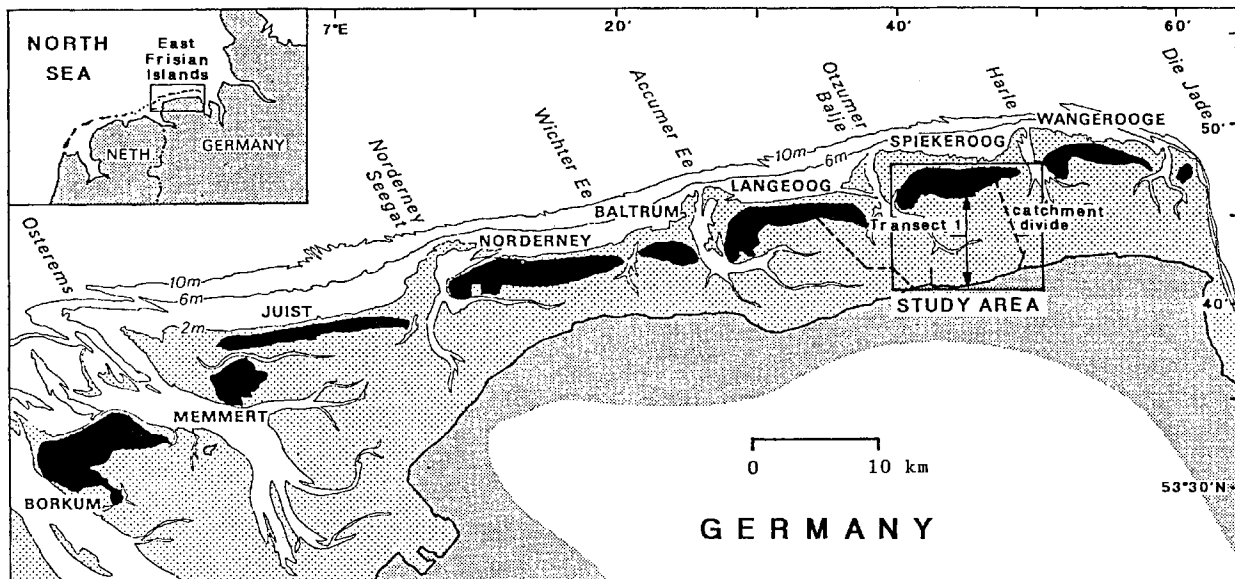 NORTH
SEA
East
Frisian
Islands
NETH
GERMANY
7°E
20′
40′
60′
Osterems
Norderney
Seegat
Wichter Ee
Accumer Ee
Otzumer
Balje
Harle
Die Jade
50′
40′
53°30′N
10m
6m
10m
6m
2m
WANGEROOGE
SPIEKEROOG
LANGEOOG
BALTRUM
NORDERNEY
JUIST
MEMMERT
BORKUM
Transect 1
catchment
divide
STUDY AREA
0 10 km
GERMANY